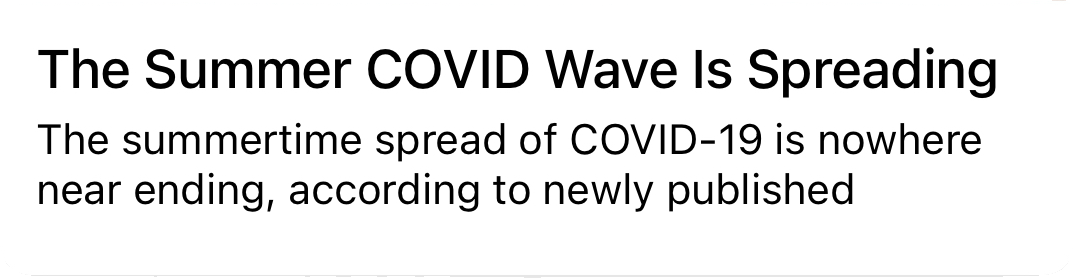 The Summer COVID Wave Is Spreading
The summertime spread of COVID-19 is nowhere
near ending, according to newly published